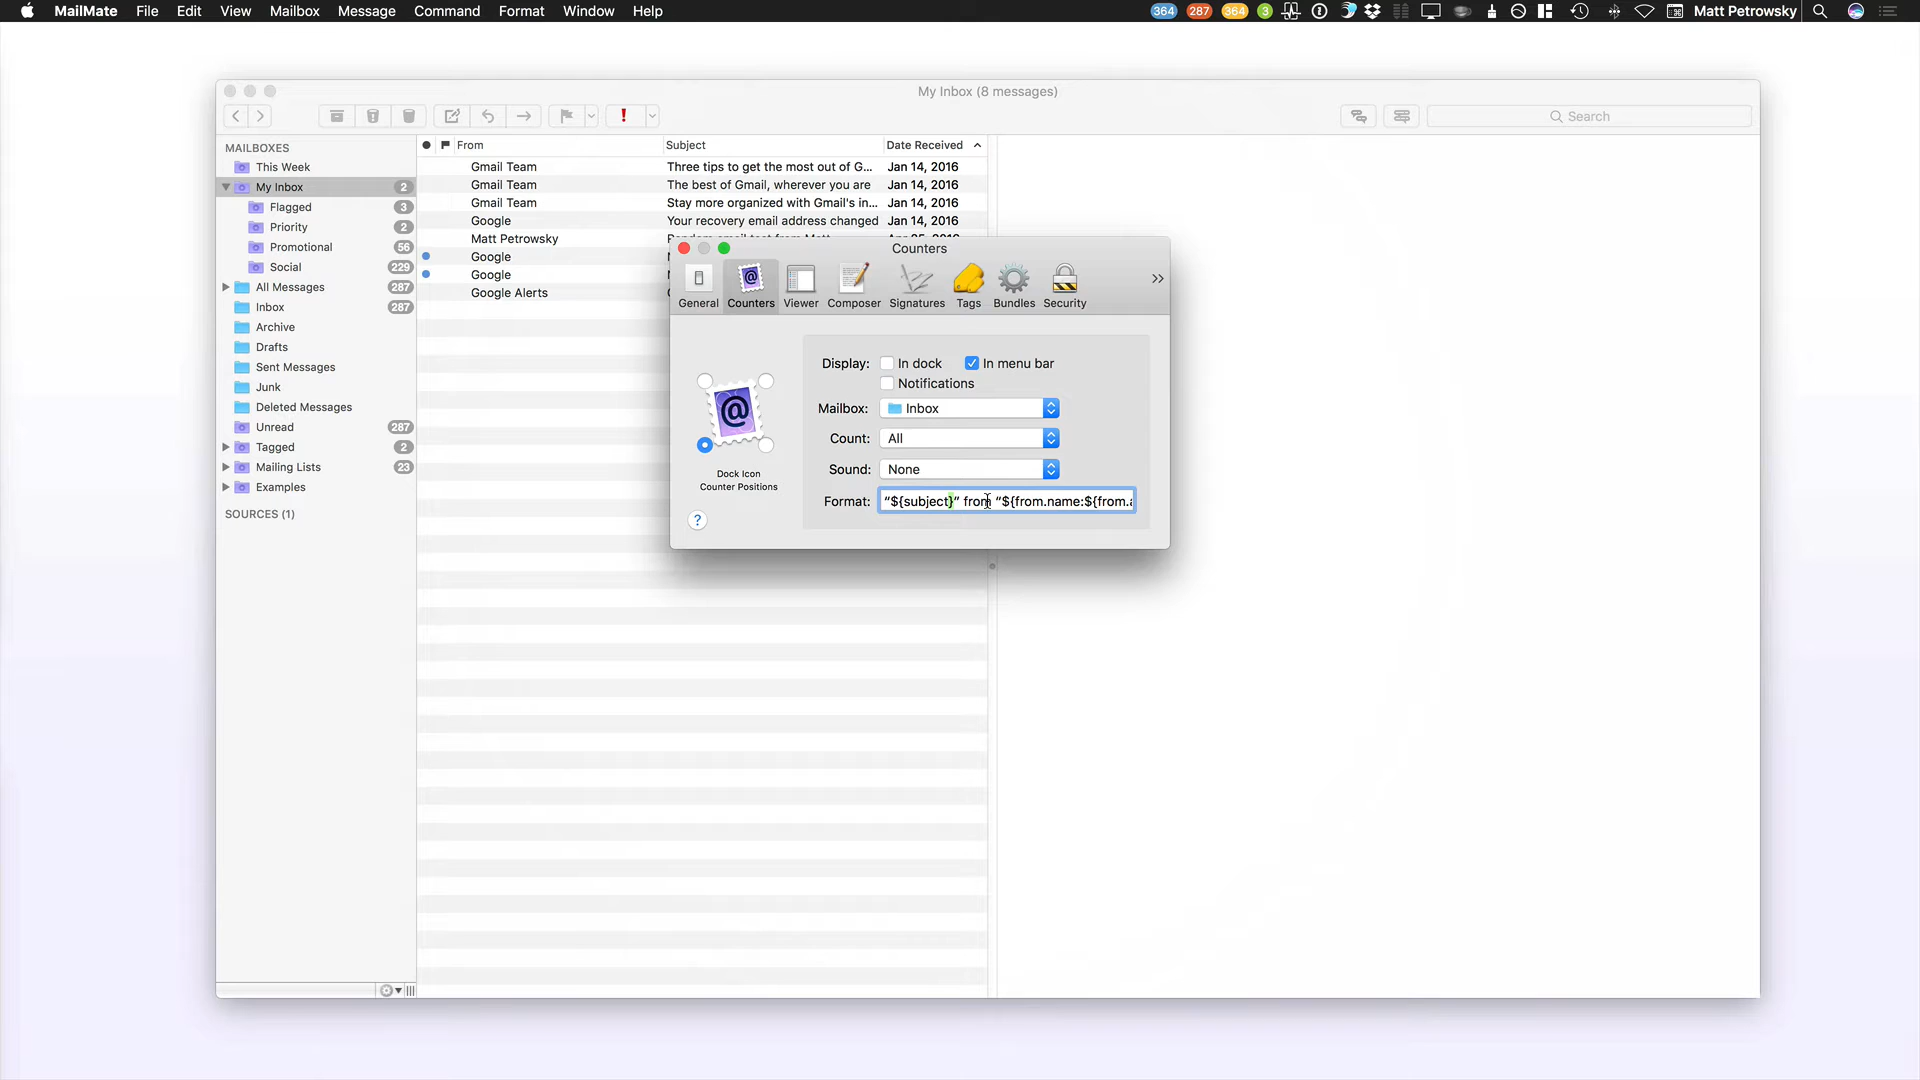 MailMate File Edit View Mailbox Message Command Format Window Help 364 287 364 3 Matt Petrowsky
My Inbox (8 messages)
Search
MAILBOXES
This Week
My Inbox 2
Flagged 3
Priority 2
Promotional 56
Social 229
All Messages 287
Inbox 287
Archive
Drafts
Sent Messages
Junk
Deleted Messages
Unread 287
Tagged 2
Mailing Lists 23
Examples
SOURCES (1)
From Subject Date Received
Gmail Team Three tips to get the most out of G... Jan 14, 2016
Gmail Team The best of Gmail, wherever you are Jan 14, 2016
Gmail Team Stay more organized with Gmail's in... Jan 14, 2016
Google Your recovery email address changed Jan 14, 2016
Matt Petrowsky
Google
Google
Google Alerts
Counters
General Counters Viewer Composer Signatures Tags Bundles Security
Display: In dock In menu bar
Notifications
Mailbox: Inbox
Count: All
Sound: None
Format: “${subject}” from “${from.name:${from.a
Dock Icon
Counter Positions
?